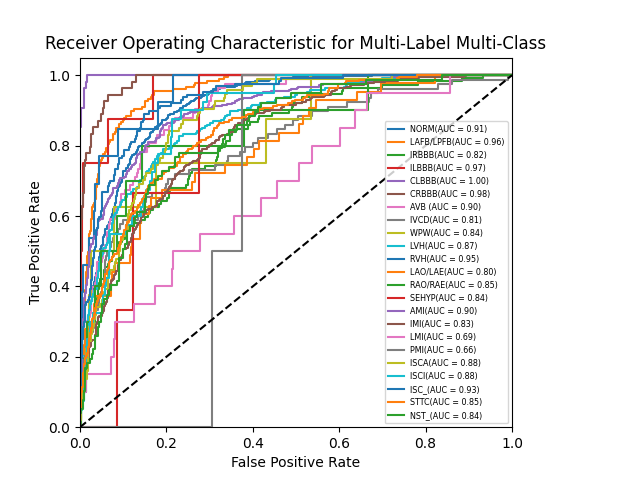 Receiver Operating Characteristic for Multi-Label Multi-Class
True Positive Rate
1.0
0.8
0.6
0.4
0.2
0.0
0.0
0.2
0.4
0.6
0.8
1.0
False Positive Rate
NORM(AUC = 0.91)
LAFB/LPFB(AUC = 0.96)
IRBBB(AUC = 0.82)
ILBBB(AUC = 0.97)
CLBBB(AUC = 1.00)
CRBBB(AUC = 0.98)
AVB (AUC = 0.90)
IVCD(AUC = 0.81)
WPW(AUC = 0.84)
LVH(AUC = 0.87)
RVH(AUC = 0.95)
LAO/LAE(AUC = 0.80)
RAO/RAE(AUC = 0.85)
SEHYP(AUC = 0.84)
AMI(AUC = 0.90)
IMI(AUC = 0.83)
LMI(AUC = 0.69)
PMI(AUC = 0.66)
ISCA(AUC = 0.88)
ISCI(AUC = 0.88)
ISC_(AUC = 0.93)
STTC(AUC = 0.85)
NST_(AUC = 0.84)